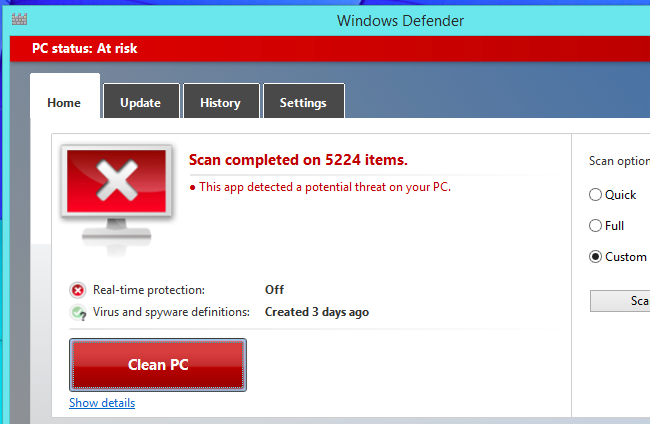 Windows Defender
PC status: At risk
Home
Update
History
Settings
Scan completed on 5224 items.
• This app detected a potential threat on your PC.
Real-time protection: Off
Virus and spyware definitions: Created 3 days ago
Clean PC
Show details
Scan option
Quick
Full
Custom
Sca